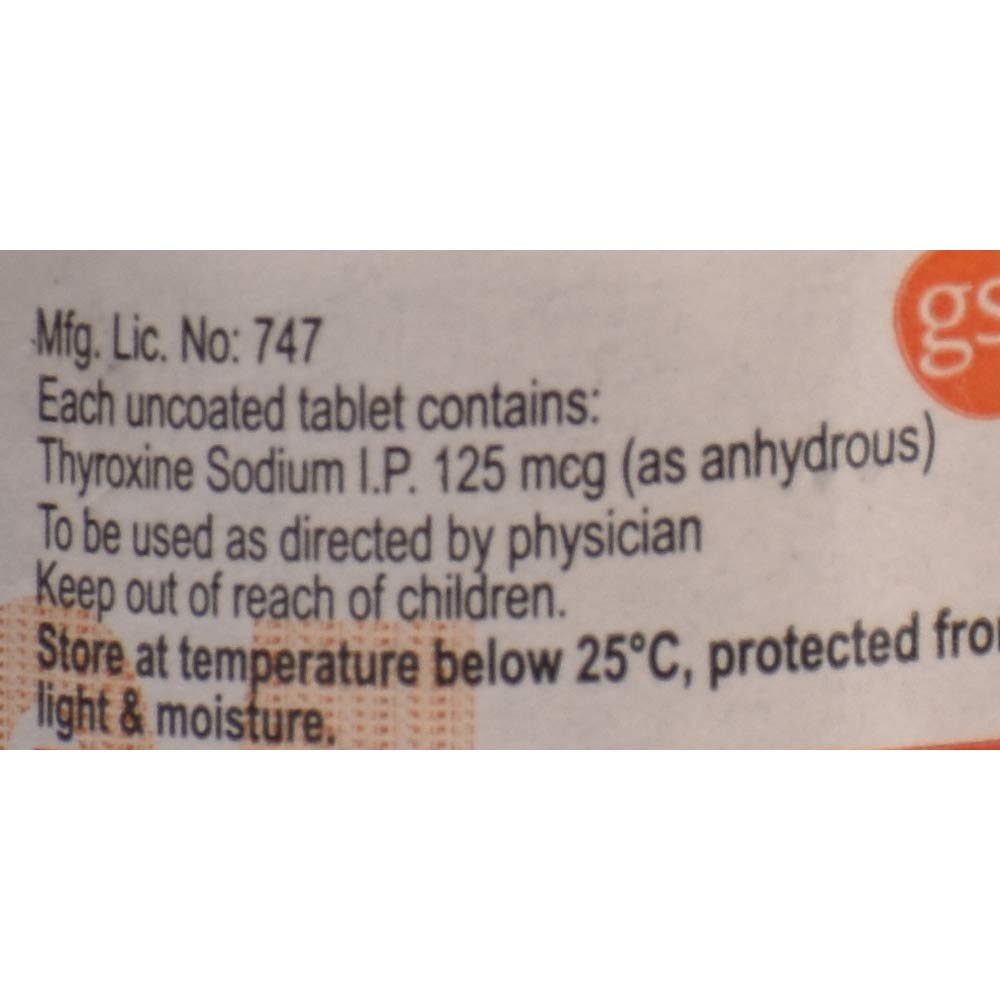 gs
Mfg. Lic. No: 747
Each uncoated tablet contains:
Thyroxine Sodium I.P. 125 mcg (as anhydrous)
To be used as directed by physician
Keep out of reach of children.
Store at temperature below 25°C, protected fro
light & moisture.